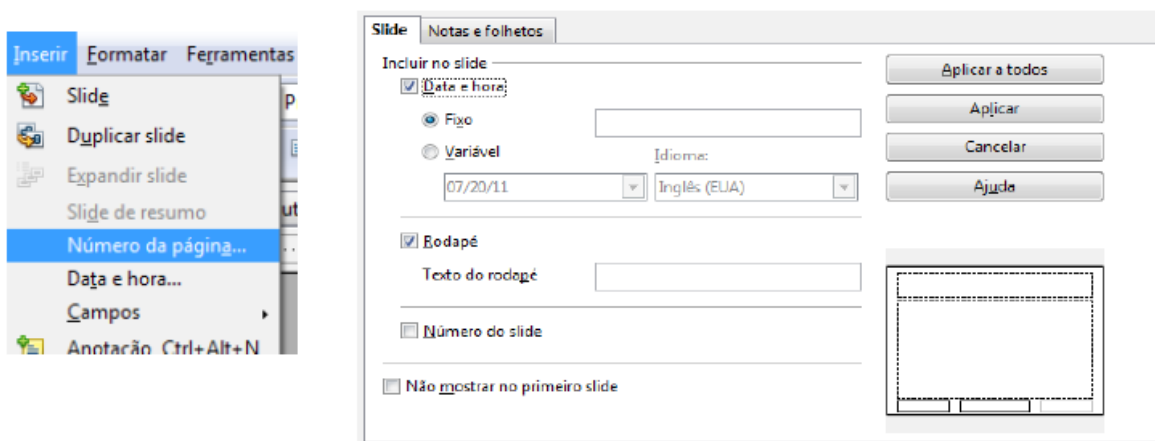 Inserir Formatar Ferramentas
Slide
Duplicar slide
Expandir slide
Slide de resumo
Número da página...
Data e hora...
Campos
Anotação Ctrl+Alt+N
Slide Notas e folhetos
Incluir no slide
Data e hora
Fixo
Variável
Idioma:
07/20/11 Inglês (EUA)
Rodapé
Texto do rodapé
Número do slide
Não mostrar no primeiro slide
Aplicar a todos
Aplicar
Cancelar
Ajuda